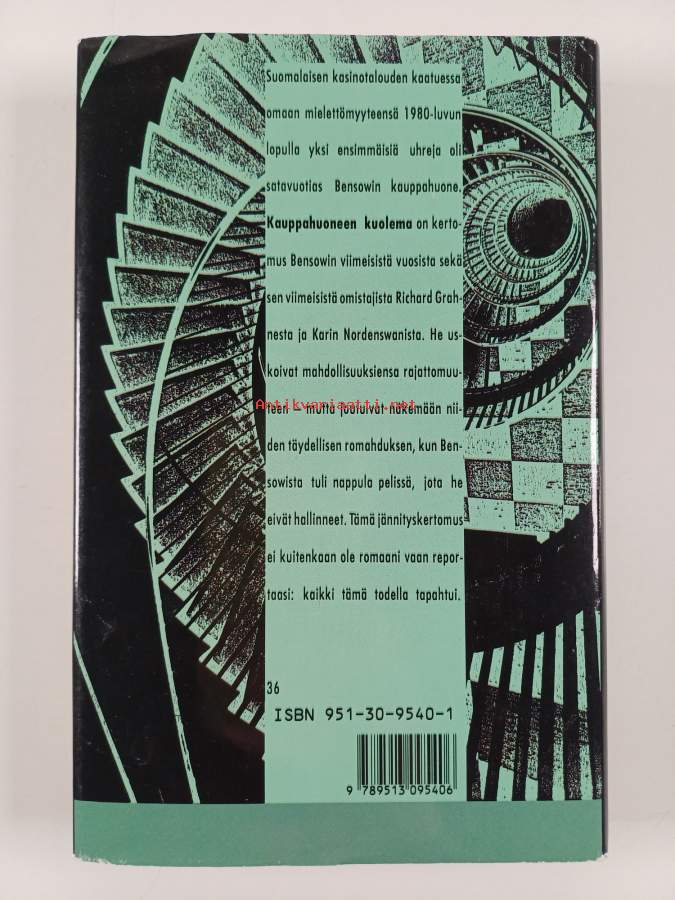 Suomalaisen kasinotalouden kaatuessa
omaan mielettömyyteensä 1980-luvun
lopulla yksi ensimmäisiä uhreja oli
satavuotias Bensowin kauppahuone.
Kauppahuoneen kuolema on kerto-
mus Bensowin viimeisistä vuosista sekä
sen viimeisistä omistajista Richard Grah-
nesta ja Karin Nordenswanista. He us-
koivat mahdollisuuksiensa rajattomuu-
Antikvariaatti.net
teen – mutta joutuivat näkemään nii-
den täydellisen romahduksen, kun Ben-
sowista tuli nappula pelissä, jota he
eivät hallinneet. Tämä jännityskertomus
ei kuitenkaan ole romaani vaan repor-
taasi: kaikki tämä todella tapahtui.
36
ISBN 951-30-9540-1
9 789513 095406